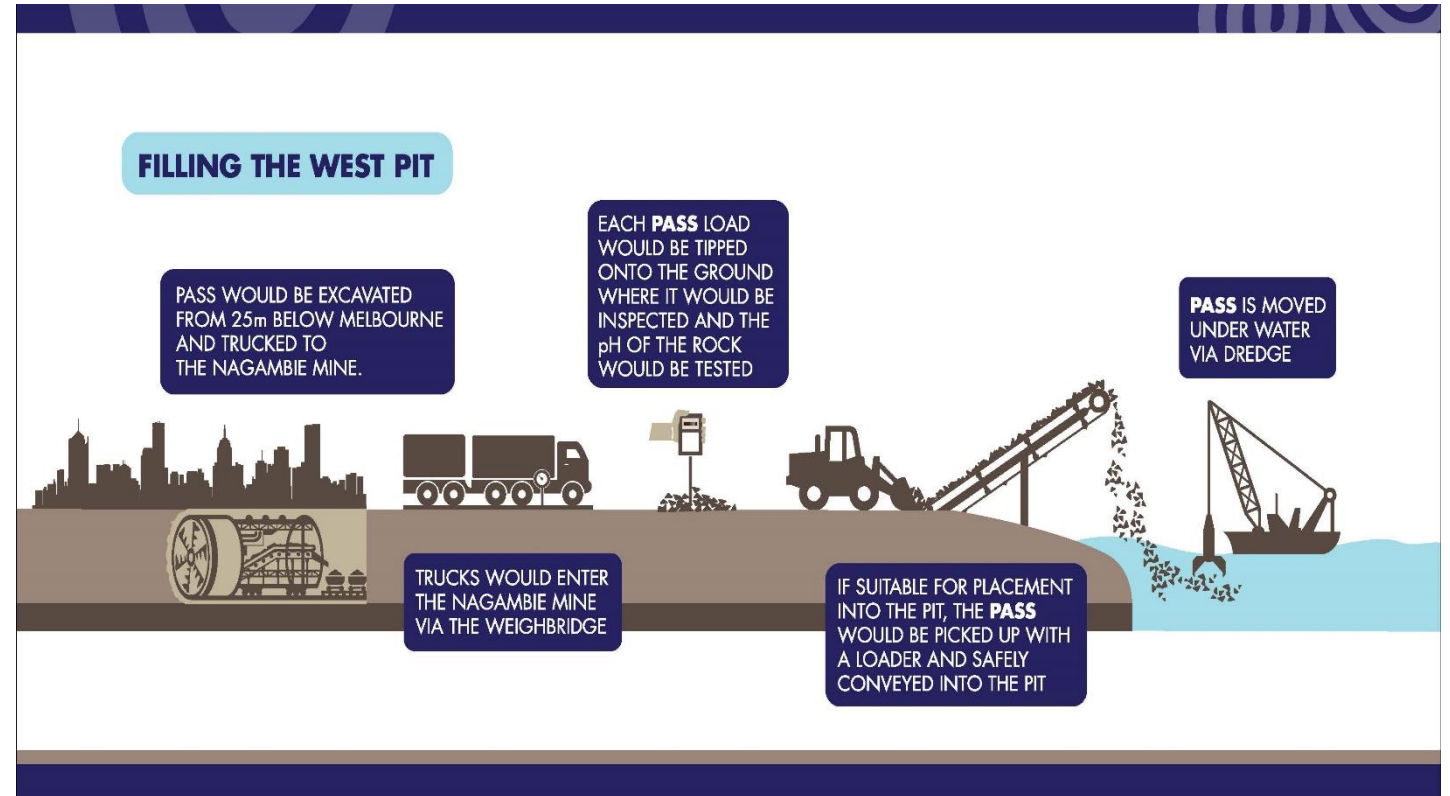 FILLING THE WEST PIT
PASS WOULD BE EXCAVATED
FROM 25m BELOW MELBOURNE
AND TRUCKED TO
THE NAGAMBIE MINE.
TRUCKS WOULD ENTER
THE NAGAMBIE MINE
VIA THE WEIGHBRIDGE
EACH PASS LOAD
WOULD BE TIPPED
ONTO THE GROUND
WHERE IT WOULD BE
INSPECTED AND THE
pH OF THE ROCK
WOULD BE TESTED
IF SUITABLE FOR PLACEMENT
INTO THE PIT, THE PASS
WOULD BE PICKED UP WITH
A LOADER AND SAFELY
CONVEYED INTO THE PIT
PASS IS MOVED
UNDER WATER
VIA DREDGE